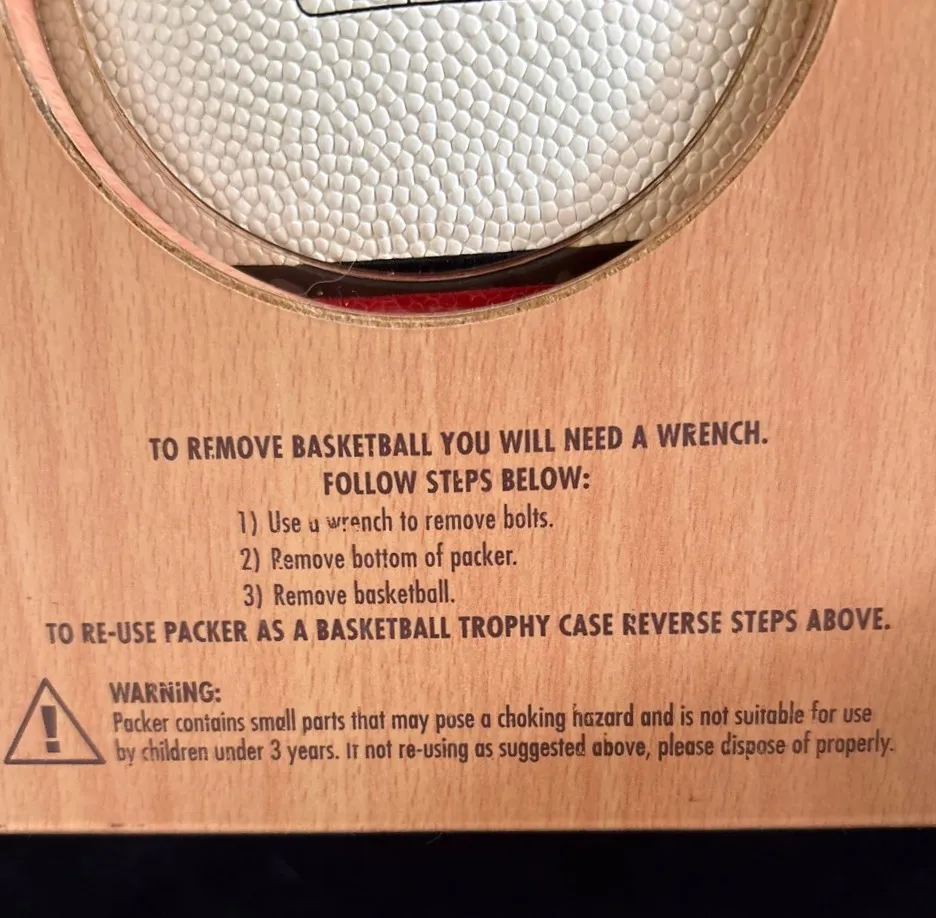 TO REMOVE BASKETBALL YOU WILL NEED A WRENCH.
FOLLOW STEPS BELOW:
1) Use a wrench to remove bolts.
2) Remove bottom of packer.
3) Remove basketball.
TO RE-USE PACKER AS A BASKETBALL TROPHY CASE REVERSE STEPS ABOVE.
WARNING:
Packer contains small parts that may pose a choking hazard and is not suitable for use
by children under 3 years. If not re-using as suggested above, please dispose of properly.